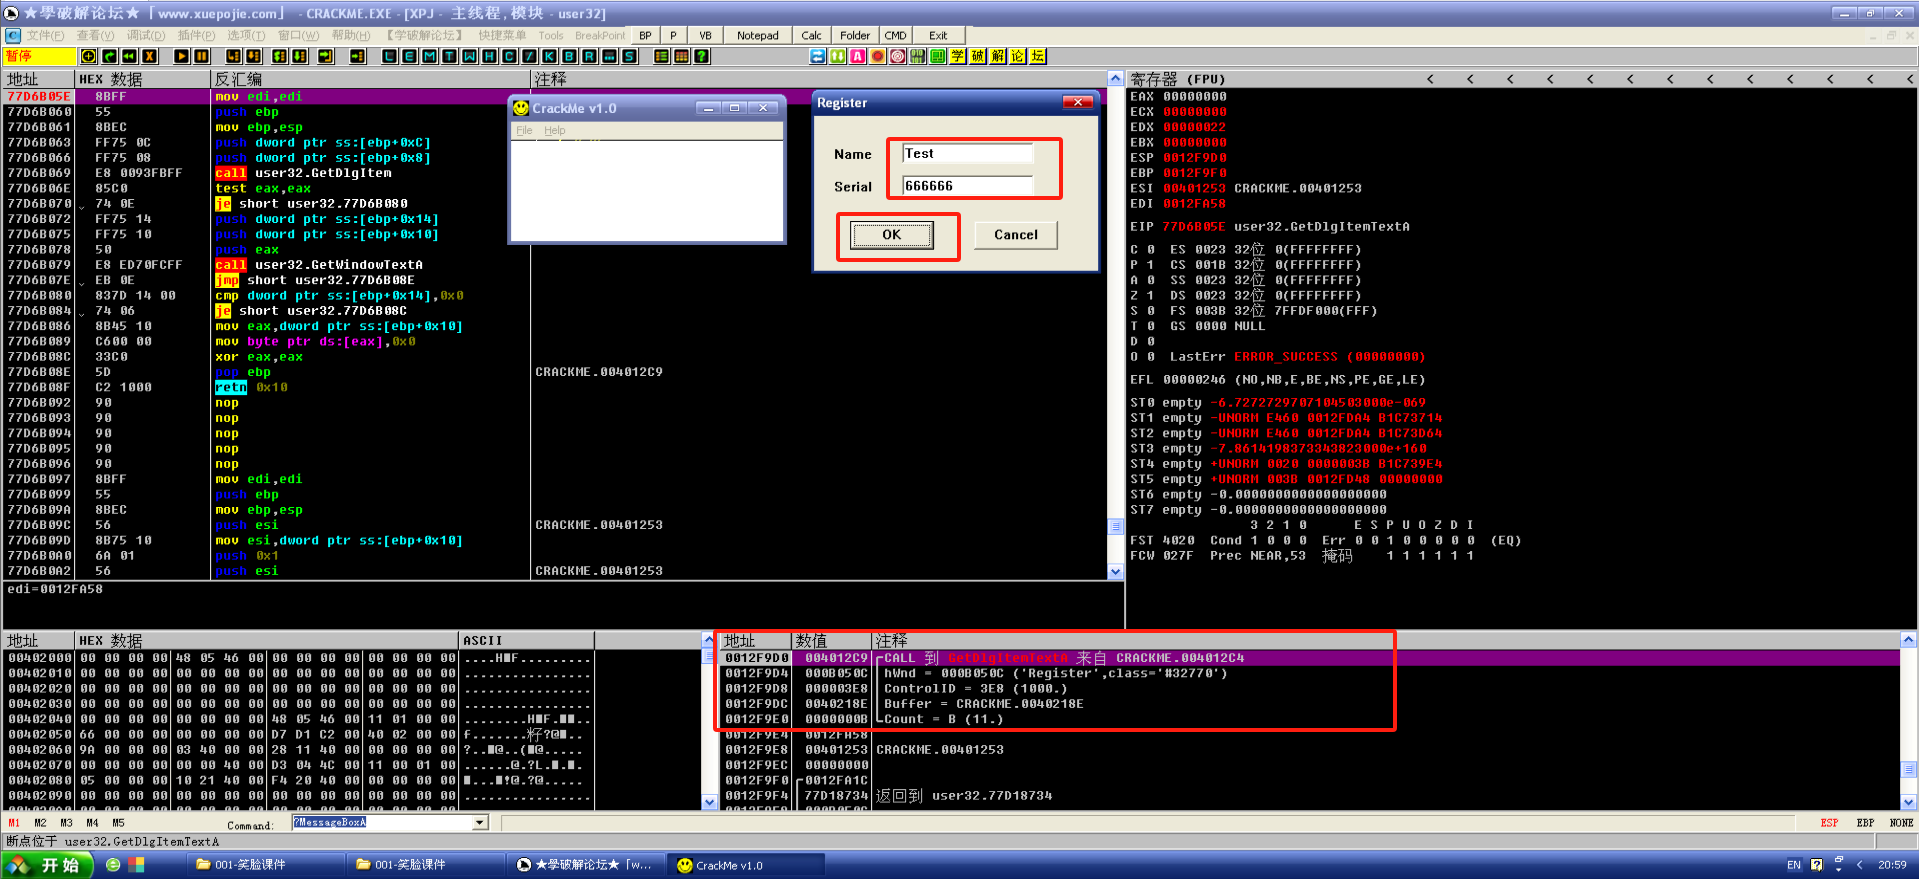 ★學破解论坛★「www.xuepojie.com」 - CRACKME.EXE - [XPJ - 主线程,模块 - user32]
文件(F) 查看(V) 调试(D) 插件(P) 选项(T) 窗口(W) 帮助(H) 【学破解论坛】 快捷菜单 Tools BreakPoint BP P VB Notepad Calc Folder CMD Exit
暂停 L E M T W H C / K B R ... S ? 学 破 解 论 坛
地址 HEX 数据 反汇编 注释
77D6B05E 8BFF mov edi,edi
77D6B060 55 push ebp
77D6B061 8BEC mov ebp,esp
77D6B063 FF75 0C push dword ptr ss:[ebp+0xC]
77D6B066 FF75 08 push dword ptr ss:[ebp+0x8]
77D6B069 E8 0093FBFF call user32.GetDlgItem
77D6B06E 85C0 test eax,eax
77D6B070 74 0E je short user32.77D6B080
77D6B072 FF75 14 push dword ptr ss:[ebp+0x14]
77D6B075 FF75 10 push dword ptr ss:[ebp+0x10]
77D6B078 50 push eax
77D6B079 E8 ED70FCFF call user32.GetWindowTextA
77D6B07E EB 0E jmp short user32.77D6B08E
77D6B080 837D 14 00 cmp dword ptr ss:[ebp+0x14],0x0
77D6B084 74 06 je short user32.77D6B08C
77D6B086 8B45 10 mov eax,dword ptr ss:[ebp+0x10]
77D6B089 C600 00 mov byte ptr ds:[eax],0x0
77D6B08C 33C0 xor eax,eax
77D6B08E 5D pop ebp CRACKME.004012C9
77D6B08F C2 1000 retn 0x10
77D6B092 90 nop
77D6B093 90 nop
77D6B094 90 nop
77D6B095 90 nop
77D6B096 90 nop
77D6B097 8BFF mov edi,edi
77D6B099 55 push ebp
77D6B09A 8BEC mov ebp,esp
77D6B09C 56 push esi CRACKME.00401253
77D6B09D 8B75 10 mov esi,dword ptr ss:[ebp+0x10]
77D6B0A0 6A 01 push 0x1
77D6B0A2 56 push esi CRACKME.00401253
edi=0012FA58
CrackMe v1.0
File Help
Register
Name Test
Serial 666666
OK Cancel
寄存器 (FPU) < < < < < < < < < < < < <
EAX 00000000
ECX 00000000
EDX 00000022
EBX 00000000
ESP 0012F9D0
EBP 0012F9F0
ESI 00401253 CRACKME.00401253
EDI 0012FA58
EIP 77D6B05E user32.GetDlgItemTextA
C 0 ES 0023 32位 0(FFFFFFFF)
P 1 CS 001B 32位 0(FFFFFFFF)
A 0 SS 0023 32位 0(FFFFFFFF)
Z 1 DS 0023 32位 0(FFFFFFFF)
S 0 FS 003B 32位 7FFDF000(FFF)
T 0 GS 0000 NULL
D 0
O 0 LastErr ERROR_SUCCESS (00000000)
EFL 00000246 (NO,NB,E,BE,NS,PE,GE,LE)
ST0 empty -6.7272729707104503000e-069
ST1 empty -UNORM E460 0012FDA4 B1C73714
ST2 empty -UNORM E460 0012FDA4 B1C73D64
ST3 empty -7.8614198373343823000e+160
ST4 empty +UNORM 0020 0000003B B1C739E4
ST5 empty +UNORM 003B 0012FD48 00000000
ST6 empty -0.0000000000000000000
ST7 empty -0.0000000000000000000
3 2 1 0 E S P U O Z D I
FST 4020 Cond 1 0 0 0 Err 0 0 1 0 0 0 0 0 (EQ)
FCW 027F Prec NEAR,53 掩码 1 1 1 1 1 1
地址 HEX 数据 ASCII
00402000 00 00 00 00 48 05 46 00 00 00 00 00 00 00 00 00
00402010 00 00 00 00 00 00 00 00 00 00 00 00 00 00 00 00 ................
00402020 00 00 00 00 00 00 00 00 00 00 00 00 00 00 00 00 ................
00402030 00 00 00 00 00 00 00 00 00 00 00 00 00 00 00 00 ................
00402040 00 00 00 00 00 00 00 00 48 05 46 00 11 01 00 00
00402050 66 00 00 00 00 00 00 00 D7 D1 C2 00 40 02 00 00
00402060 9A 00 00 00 03 40 00 00 28 11 40 00 00 00 00 00
00402070 00 00 00 00 00 00 40 00 D3 04 4C 00 11 00 01 00
00402080 05 00 00 00 10 21 40 00 F4 20 40 00 00 00 00 00
00402090 00 00 00 00 00 00 00 00 00 00 00 00 00 00 00 00 ................
地址 数值 注释
0012F9D0 004012C9 CALL 到 GetDlgItemTextA 来自 CRACKME.004012C4
0012F9D4 000B050C hWnd = 000B050C ('Register',class='#32770')
0012F9D8 000003E8 ControlID = 3E8 (1000.)
0012F9DC 0040218E Buffer = CRACKME.0040218E
0012F9E0 0000000B Count = B (11.)
0012F9E4 0012FA58
0012F9E8 00401253 CRACKME.00401253
0012F9EC 00000000
0012F9F0 0012FA1C
0012F9F4 77D18734 返回到 user32.77D18734
M1 M2 M3 M4 M5 Command: ?MessageBoxA ESP EBP NONE
断点位于 user32.GetDlgItemTextA
开始 001-笑脸课件 001-笑脸课件 ★學破解论坛★「w... CrackMe v1.0 EN 20:59